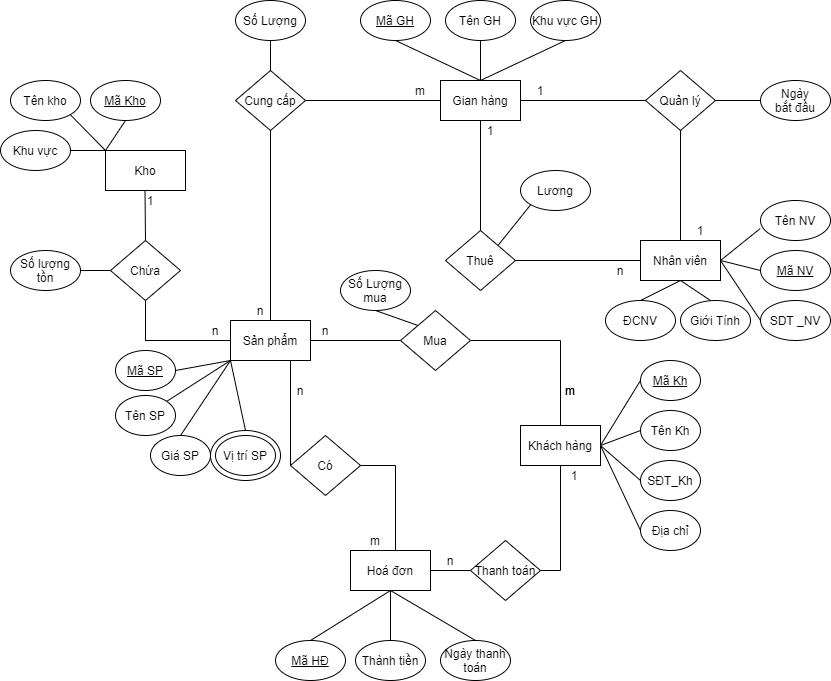 Số Lượng
Mã GH
Tên GH
Khu vực GH
Tên kho
Mã Kho
Cung cấp
m
Gian hàng
1
Quản lý
Ngày
bắt đầu
1
Khu vực
Kho
1
Lương
Số lượng
tồn
Chứa
Thuê
n
1
Nhân viên
Tên NV
Mã NV
SDT _NV
ĐCNV
Giới Tính
Số Lượng
mua
n
n
Sản phẩm
n
Mua
Mã SP
Tên SP
Giá SP
Vị trí SP
n
m
Khách hàng
1
Mã Kh
Tên Kh
SĐT_Kh
Địa chỉ
Có
m
Hoá đơn
n
Thanh toán
Mã HĐ
Thành tiền
Ngày thanh
toán